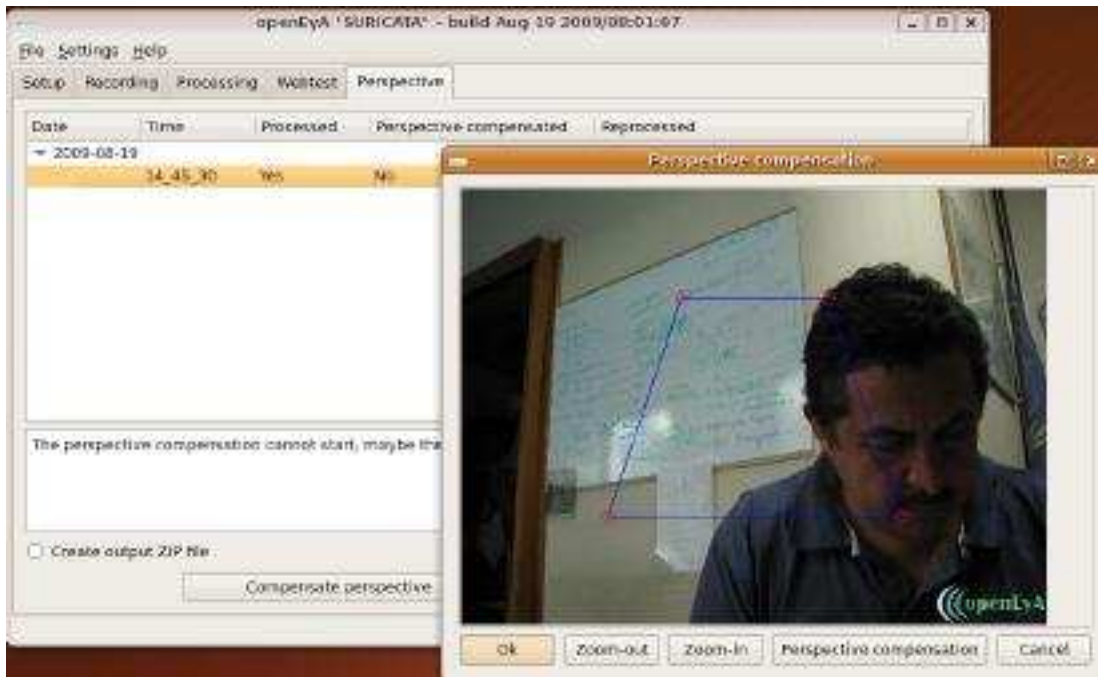 openEyA "SURICATA" - build Aug 19 2009/08:01:07
File Settings Help
Setup Recording Processing Webtest Perspective
Date Time Processed Perspective compensated Reprocessed
2009-08-19
14_45_30 Yes No
Perspective compensation
The perspective compensation cannot start, maybe the
Create output ZIP file
Compensate perspective
openEyA
Ok Zoom-out Zoom-in Perspective compensation Cancel